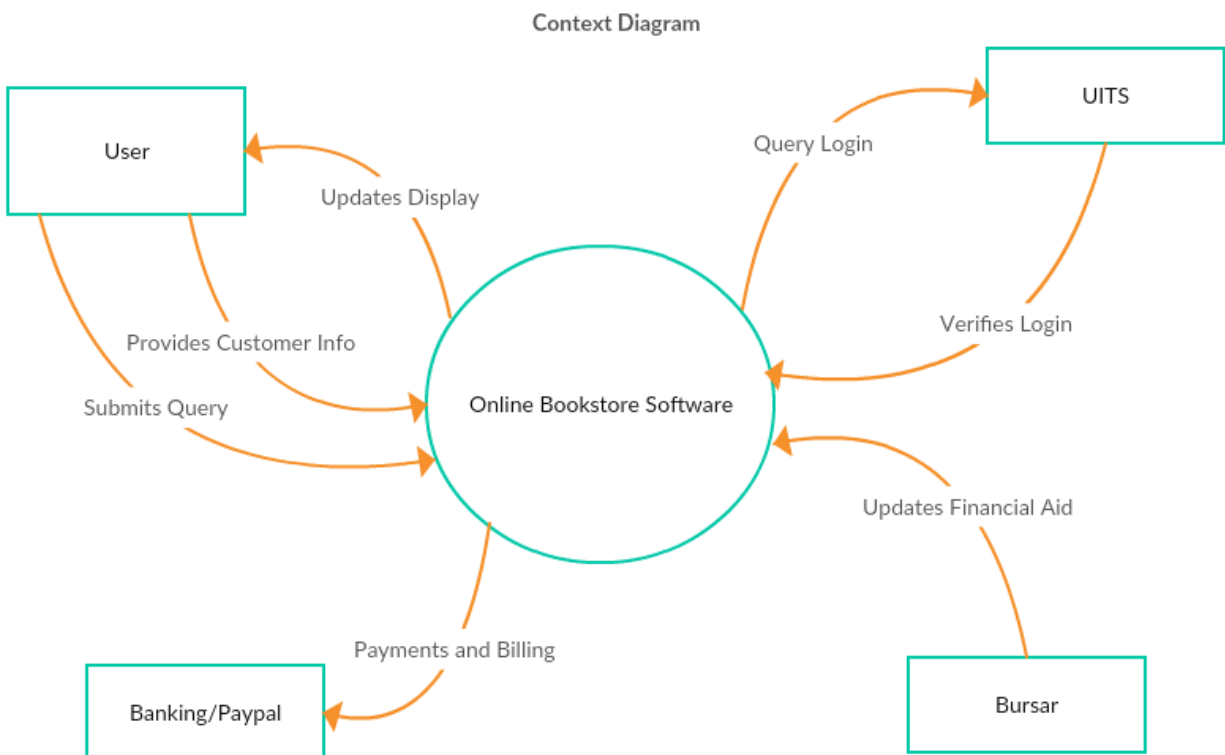 Context Diagram
User
UITS
Query Login
Updates Display
Verifies Login
Provides Customer Info
Submits Query
Online Bookstore Software
Updates Financial Aid
Payments and Billing
Banking/Paypal
Bursar